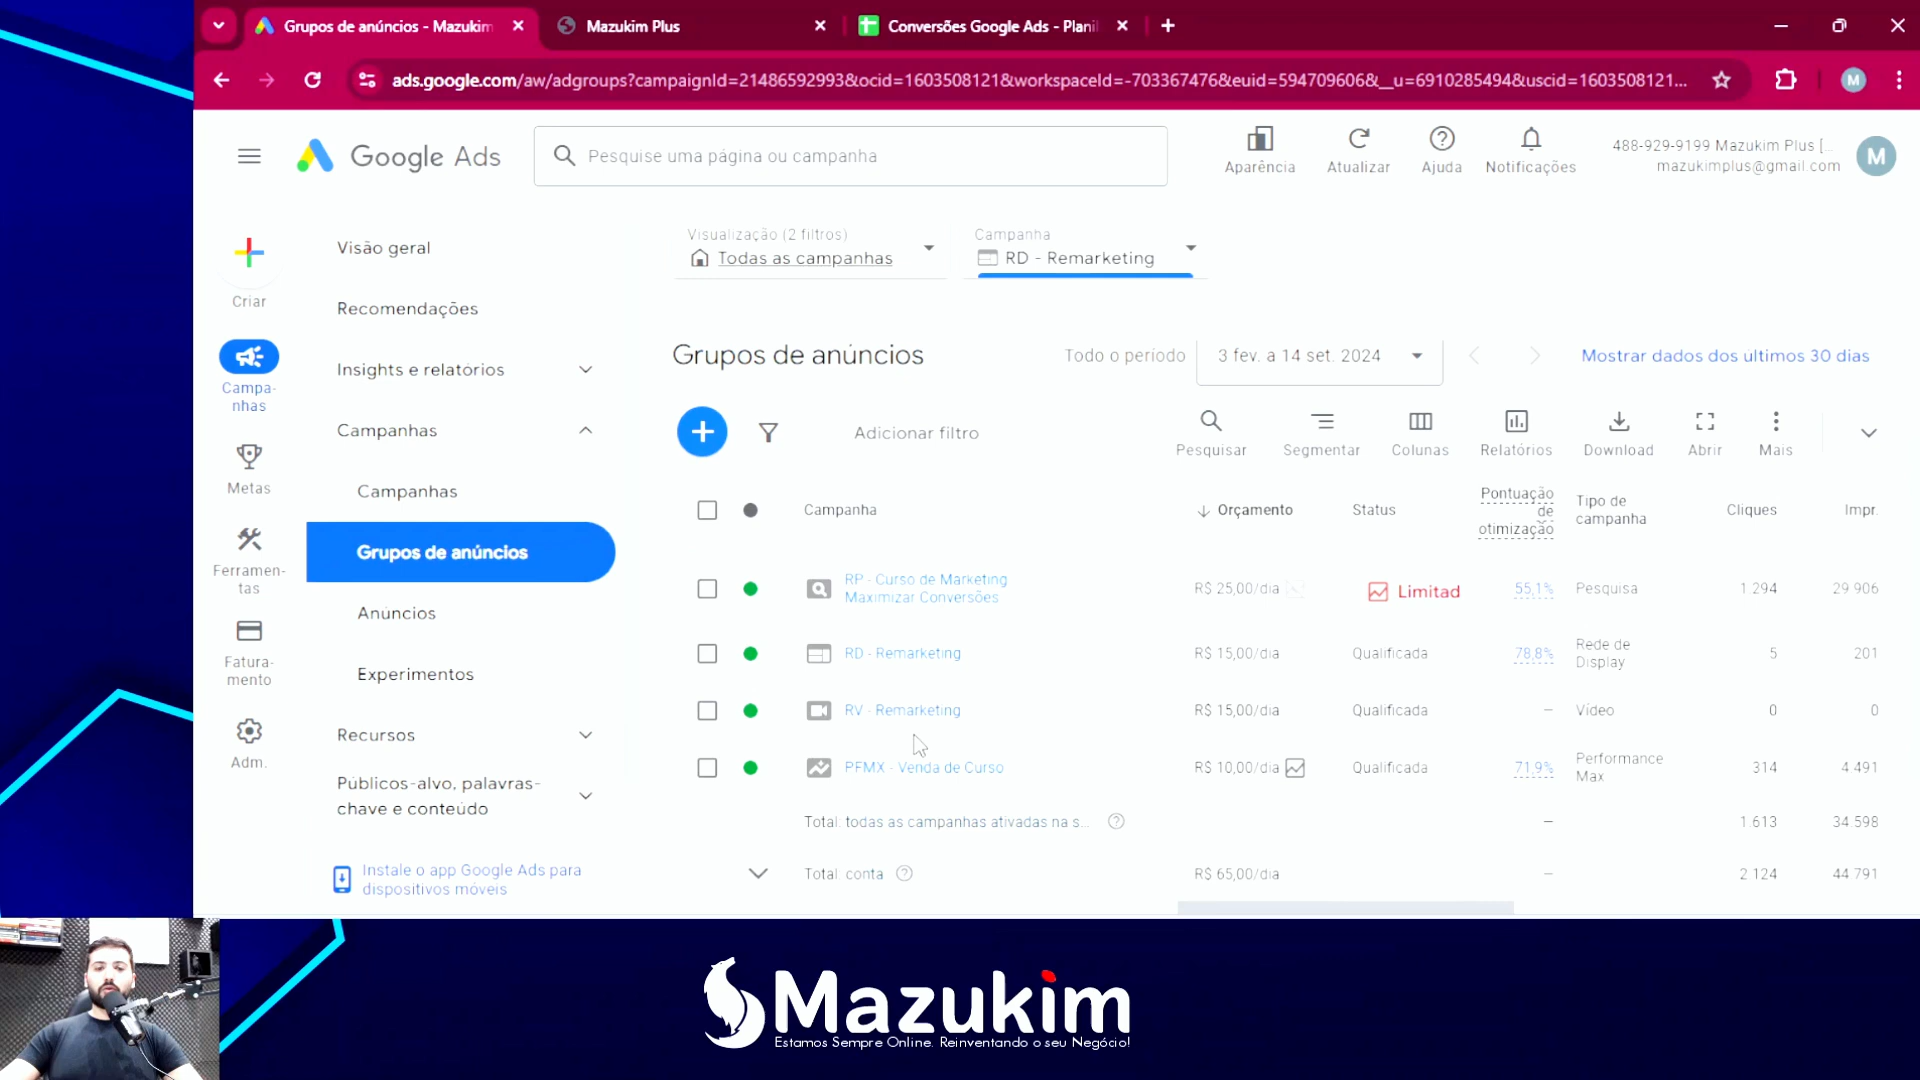 Grupos de anúncios - Mazukim
Mazukim Plus
Conversões Google Ads - Plani
ads.google.com/aw/adgroups?campaignId=21486592993&ocid=1603508121&workspaceId=-703367476&euid=594709606&__u=6910285494&uscid=1603508121...
M
Google Ads
Pesquise uma página ou campanha
Aparência
Atualizar
Ajuda
Notificações
488-929-9199 Mazukim Plus [...
mazukimplus@gmail.com
M
Criar
Campa-
nhas
Metas
Ferramen-
tas
Fatura-
mento
Adm.
Visão geral
Recomendações
Insights e relatórios
Campanhas
Campanhas
Grupos de anúncios
Anúncios
Experimentos
Recursos
Públicos-alvo, palavras-
chave e conteúdo
Instale o app Google Ads para
dispositivos móveis
Visualização (2 filtros)
Todas as campanhas
Campanha
RD - Remarketing
Grupos de anúncios
Todo o período
3 fev. a 14 set. 2024
Mostrar dados dos últimos 30 dias
Adicionar filtro
Pesquisar
Segmentar
Colunas
Relatórios
Download
Abrir
Mais
Campanha
Orçamento
Status
Pontuação
de
otimização
Tipo de
campanha
Cliques
Impr.
RP - Curso de Marketing
Maximizar Conversões
R$ 25,00/dia
Limitad
55,1%
Pesquisa
1 294
29 906
RD - Remarketing
R$ 15,00/dia
Qualificada
78,8%
Rede de
Display
5
201
RV - Remarketing
R$ 15,00/dia
Qualificada
–
Vídeo
0
0
PFMX - Venda de Curso
R$ 10,00/dia
Qualificada
71,9%
Performance
Max
314
4.491
Total: todas as campanhas ativadas na s...
–
1.613
34 598
Total: conta
R$ 65,00/dia
–
2 124
44 791
Mazukim
Estamos Sempre Online. Reinventando o seu Negócio!